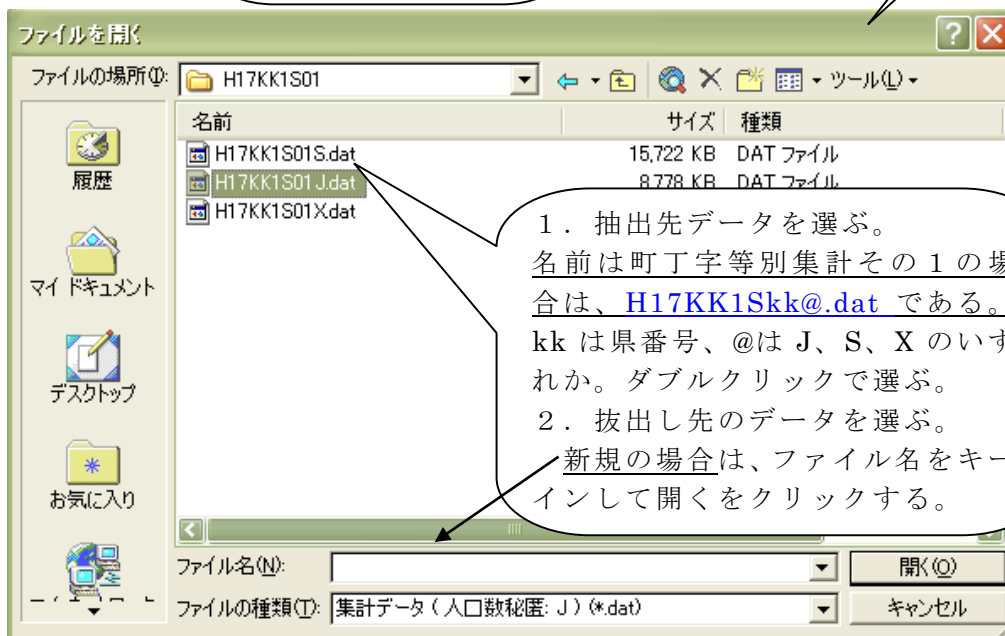 ファイルを開く
ファイルの場所(I):
H17KK1S01
ツール(L)
名前 サイズ 種類
H17KK1S01S.dat 15,722 KB DAT ファイル
H17KK1S01J.dat 8,778 KB DAT ファイル
H17KK1S01X.dat
履歴
マイ ドキュメント
デスクトップ
お気に入り
1. 抽出先データを選ぶ。
名前は町丁字等別集計その1の場
合は、H17KK1Skk@.dat である。
kk は県番号、@は J、S、X のいず
れか。ダブルクリックで選ぶ。
2. 抜出し先のデータを選ぶ。
新規の場合は、ファイル名をキー
インして開くをクリックする。
ファイル名(N):
開く(O)
ファイルの種類(T):
集計データ ( 人口数秘匿: J ) (*.dat)
キャンセル